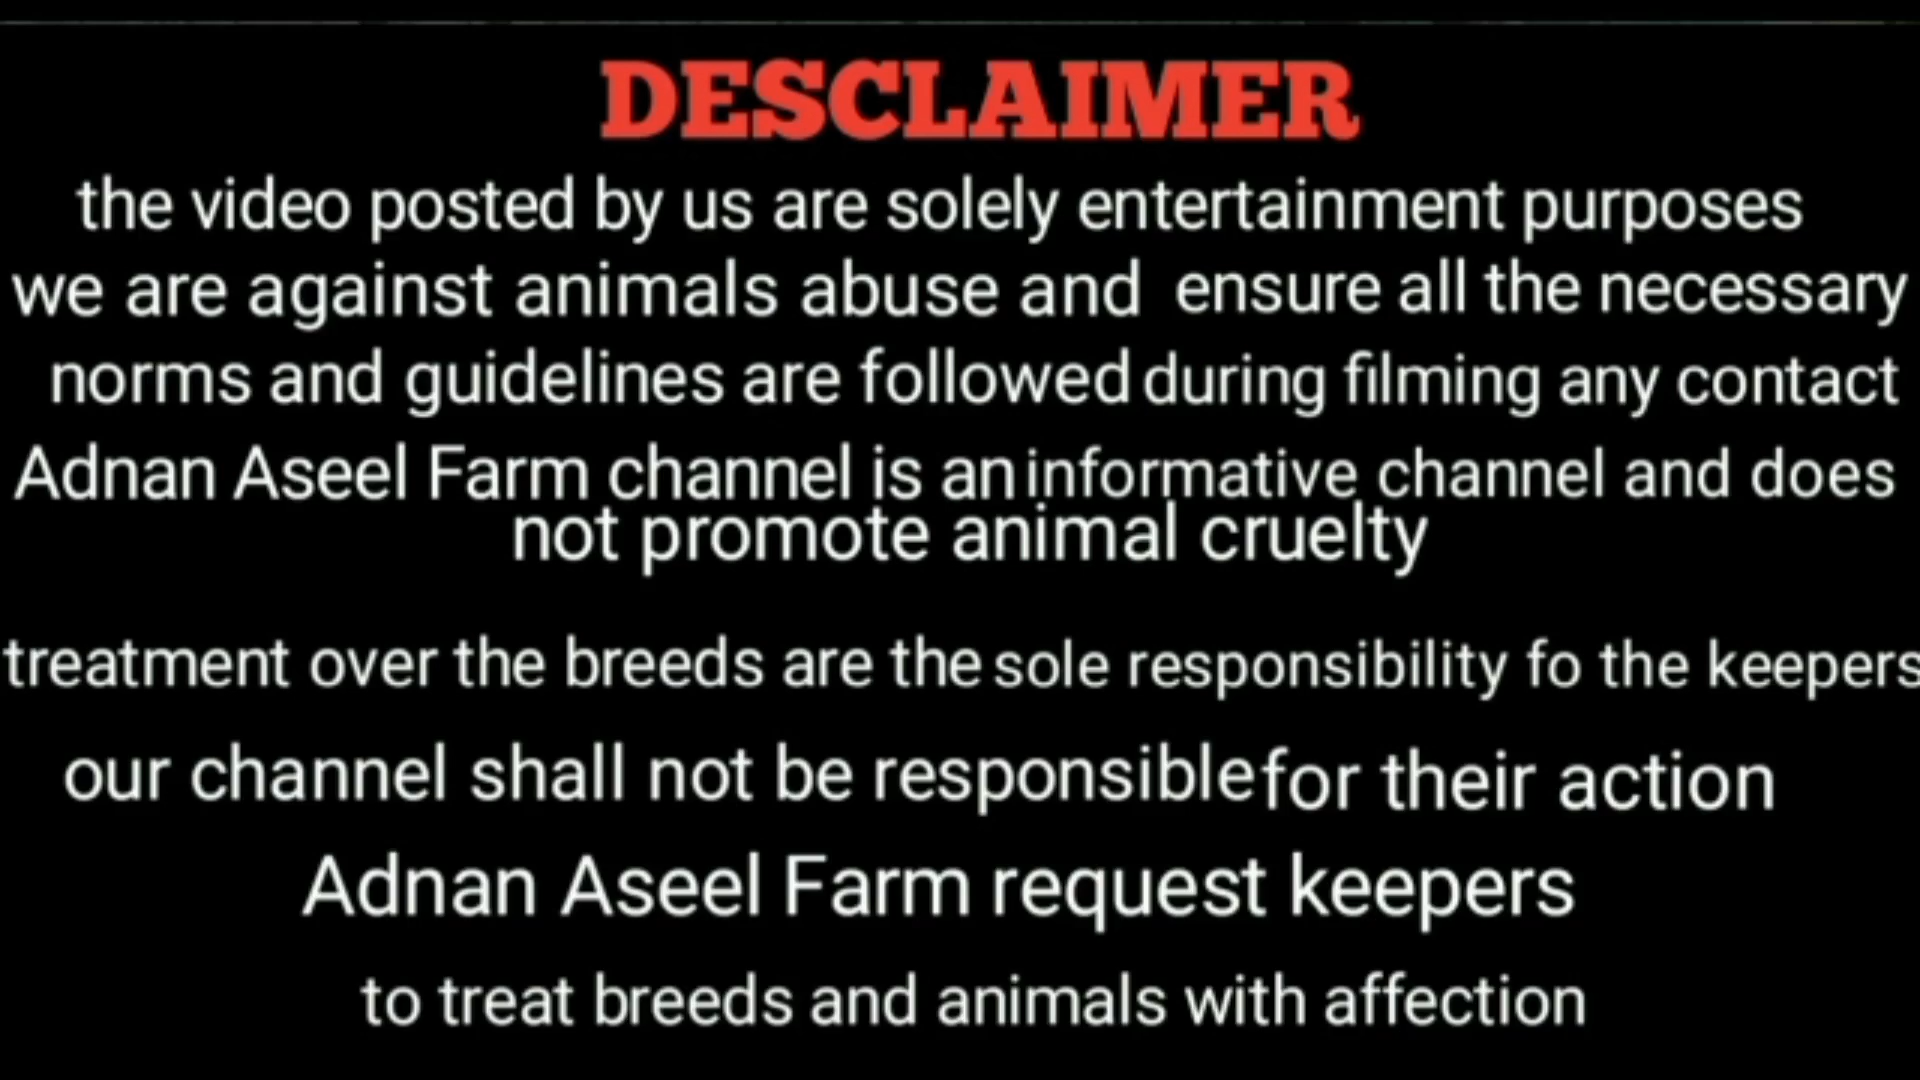 DESCLAIMER
the video posted by us are solely entertainment purposes
we are against animals abuse and ensure all the necessary
norms and guidelines are followed during filming any contact
Adnan Aseel Farm channel is an informative channel and does
not promote animal cruelty
treatment over the breeds are the sole responsibility fo the keepers
our channel shall not be responsible for their action
Adnan Aseel Farm request keepers
to treat breeds and animals with affection